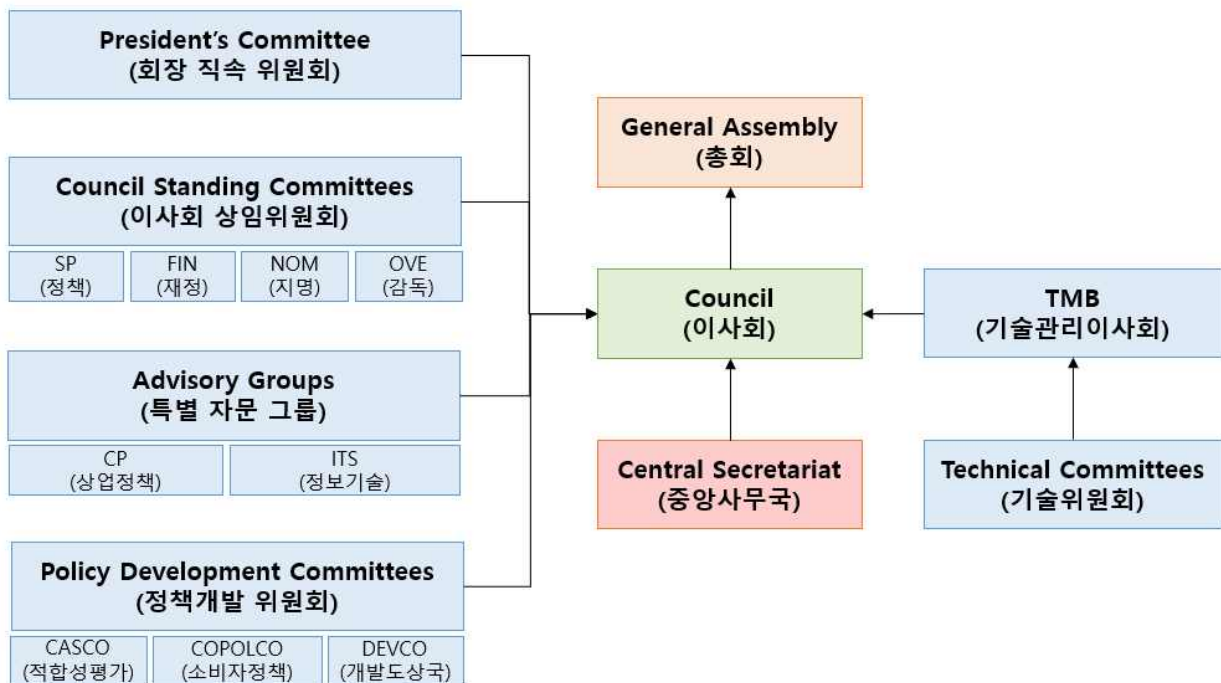 President's Committee
(회장 직속 위원회)
Council Standing Committees
(이사회 상임위원회)
SP
(정책)
FIN
(재정)
NOM
(지명)
OVE
(감독)
Advisory Groups
(특별 자문 그룹)
CP
(상업정책)
ITS
(정보기술)
Policy Development Committees
(정책개발 위원회)
CASCO
(적합성평가)
COPOLCO
(소비자정책)
DEVCO
(개발도상국)
General Assembly
(총회)
Council
(이사회)
Central Secretariat
(중앙사무국)
TMB
(기술관리이사회)
Technical Committees
(기술위원회)